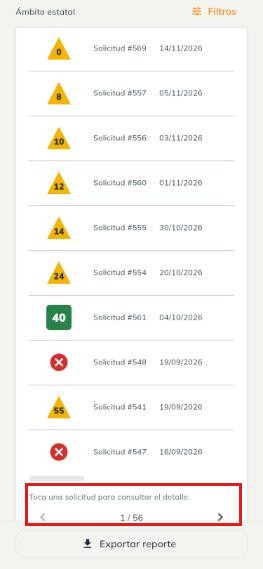 Ámbito estatal Filtros
0 Solicitud #569 14/11/2026
8 Solicitud #557 05/11/2026
10 Solicitud #556 03/11/2026
12 Solicitud #560 01/11/2026
14 Solicitud #555 30/10/2026
24 Solicitud #554 20/10/2026
40 Solicitud #561 04/10/2026
Solicitud #548 19/09/2026
55 Solicitud #541 19/09/2026
Solicitud #547 16/09/2026
Toca una solicitud para consultar el detalle.
1 / 56
Exportar reporte